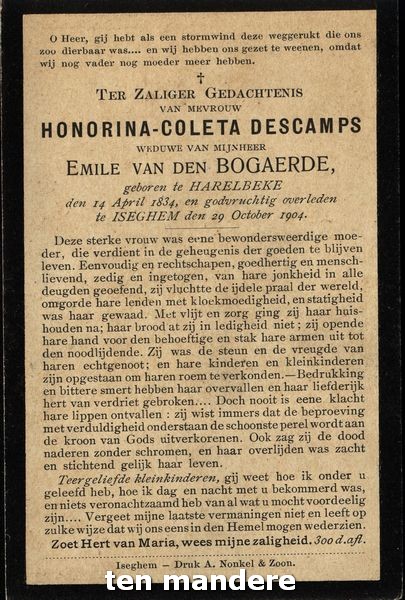 O Heer, gij hebt als een stormwind deze weggerukt die ons
zoo dierbaar was.... en wij hebben ons gezet te weenen, omdat
wij nog vader nog moeder meer hebben.
†
TER ZALIGER GEDACHTENIS
VAN MEVROUW
HONORINA-COLETA DESCAMPS
WEDUWE VAN MIJNHEER
EMILE VAN DEN BOGAERDE,
geboren te HARELBEKE
den 14 April 1834, en godvruchtig overleden
te ISEGHEM den 29 October 1904.
Deze sterke vrouw was eene bewondersweerdige moe-
der, die verdient in de geheugenis der goeden te blijven
leven. Eenvoudig en rechtschapen, goedhertig en mensch-
lievend, zedig en ingetogen, van hare jonkheid in alle
deugden geoefend, zij vluchtte de ijdele praal der wereld,
omgorde hare lenden met kloekmoedigheid, en statigheid
was haar gewaad. Met vlijt en zorg ging zij haar huis-
houden na; haar brood at zij in ledigheid niet; zij opende
hare hand voor den behoeftige en stak hare armen uit tot
den noodlijdende. Zij was de steun en de vreugde van
haren echtgenoot; en hare kinderen en kleinkinderen
zijn opgestaan om haren roem te verkonden.—Bedrukking
en bittere smert hebben haar overvallen en haar liefderijk
hert van verdriet gebroken.... Doch nooit is eene klacht
hare lippen ontvallen : zij wist immers dat de beproeving
met verduldigheid onderstaan de schoonste perel wordt aan
de kroon van Gods uitverkorenen. Ook zag zij de dood
naderen zonder schromen, en haar overlijden was zacht
en stichtend gelijk haar leven.
Teergeliefde kleinkinderen, gij weet hoe ik onder u
geleefd heb, hoe ik dag en nacht met u bekommerd was,
en niets veronachtzaamd heb van al wat u mocht voordeelig
zijn.... Vergeet mijne laatste vermaningen niet en leeft op
zulke wijze dat wij ons eens in den Hemel mogen wederzien.
Zoet Hert van Maria, wees mijne zaligheid. 300 d. afl.
Iseghem — Druk A. Nonkel & Zoon.
ten mandere